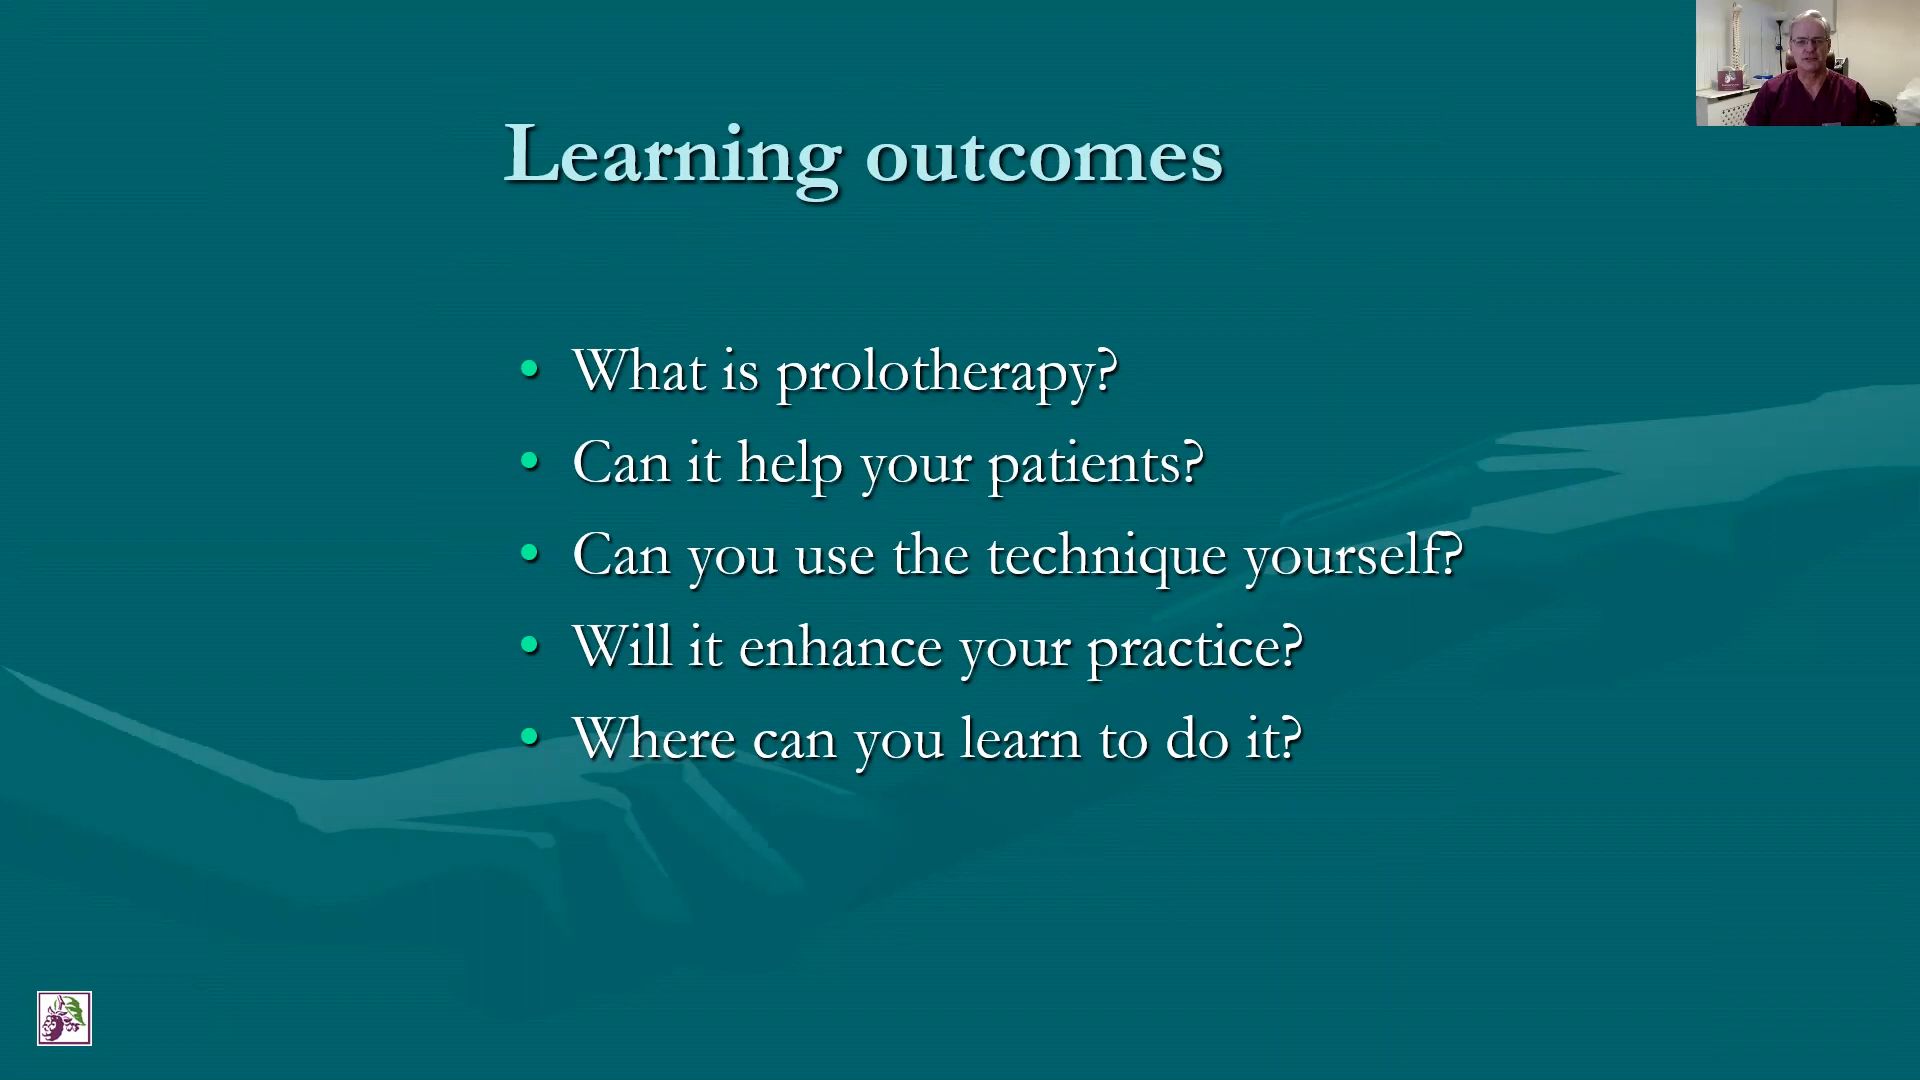 Learning outcomes
• What is prolotherapy?
• Can it help your patients?
• Can you use the technique yourself?
• Will it enhance your practice?
• Where can you learn to do it?